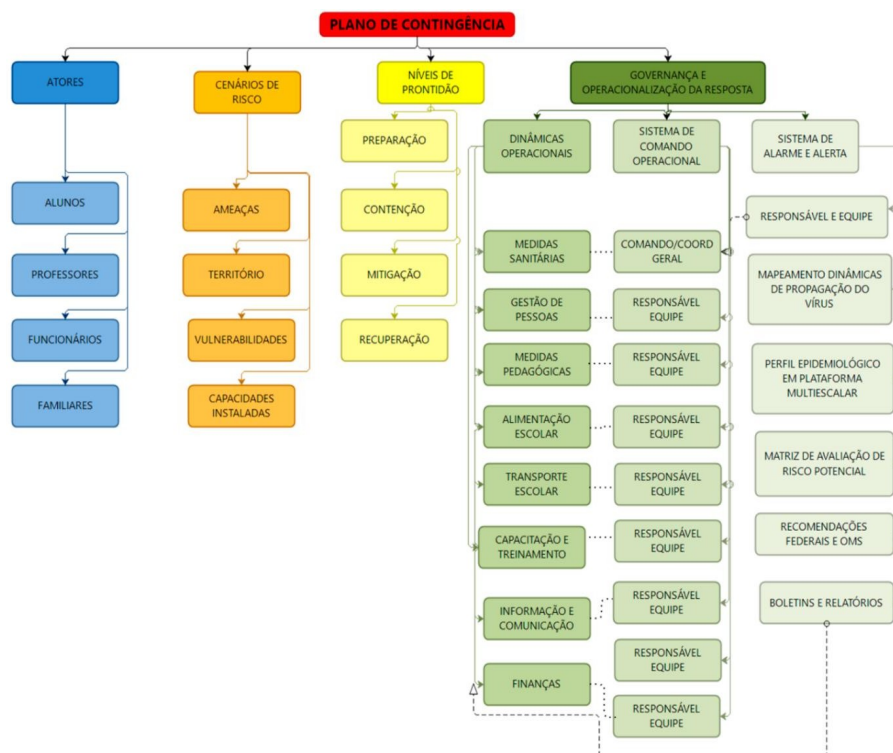 PLANO DE CONTINGÊNCIA
ATORES
CENÁRIOS DE
RISCO
NÍVEIS DE
PRONTIDÃO
GOVERNANÇA E
OPERACIONALIZAÇÃO DA RESPOSTA
ALUNOS
PROFESSORES
FUNCIONÁRIOS
FAMILIARES
AMEAÇAS
TERRITÓRIO
VULNERABILIDADES
CAPACIDADES
INSTALADAS
PREPARAÇÃO
CONTENÇÃO
MITIGAÇÃO
RECUPERAÇÃO
DINÂMICAS
OPERACIONAIS
MEDIDAS
SANITÁRIAS
GESTÃO DE
PESSOAS
MEDIDAS
PEDAGÓGICAS
ALIMENTAÇÃO
ESCOLAR
TRANSPORTE
ESCOLAR
CAPACITAÇÃO E
TREINAMENTO
INFORMAÇÃO E
COMUNICAÇÃO
FINANÇAS
SISTEMA DE
COMANDO
OPERACIONAL
COMANDO/COORD
GERAL
RESPONSÁVEL
EQUIPE
RESPONSÁVEL
EQUIPE
RESPONSÁVEL
EQUIPE
RESPONSÁVEL
EQUIPE
RESPONSÁVEL
EQUIPE
RESPONSÁVEL
EQUIPE
RESPONSÁVEL
EQUIPE
RESPONSÁVEL
EQUIPE
SISTEMA DE
ALARME E ALERTA
RESPONSÁVEL E EQUIPE
MAPEAMENTO DINÂMICAS
DE PROPAGAÇÃO DO
VÍRUS
PERFIL EPIDEMIOLÓGICO
EM PLATAFORMA
MULTIESCALAR
MATRIZ DE AVALIAÇÃO DE
RISCO POTENCIAL
RECOMENDAÇÕES
FEDERAIS E OMS
BOLETINS E RELATÓRIOS